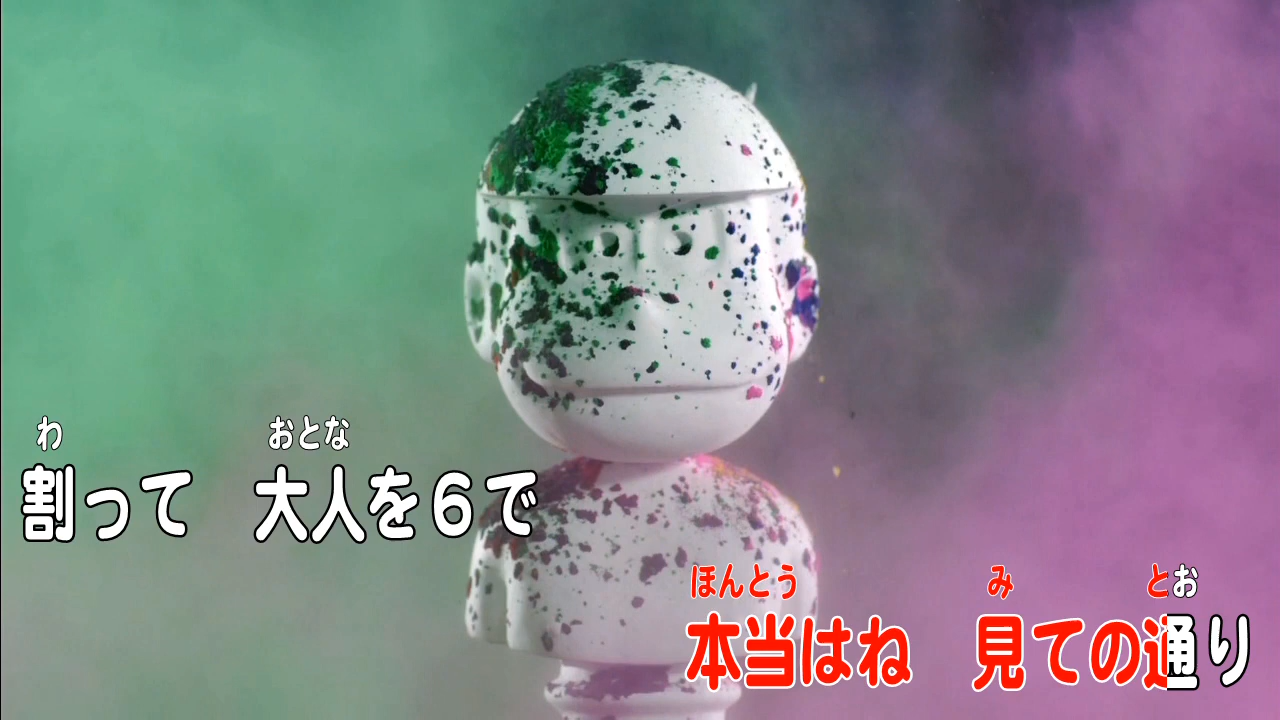 わ おとな
割って 大人を6で
ほんとう み とお
本当はね 見ての通り